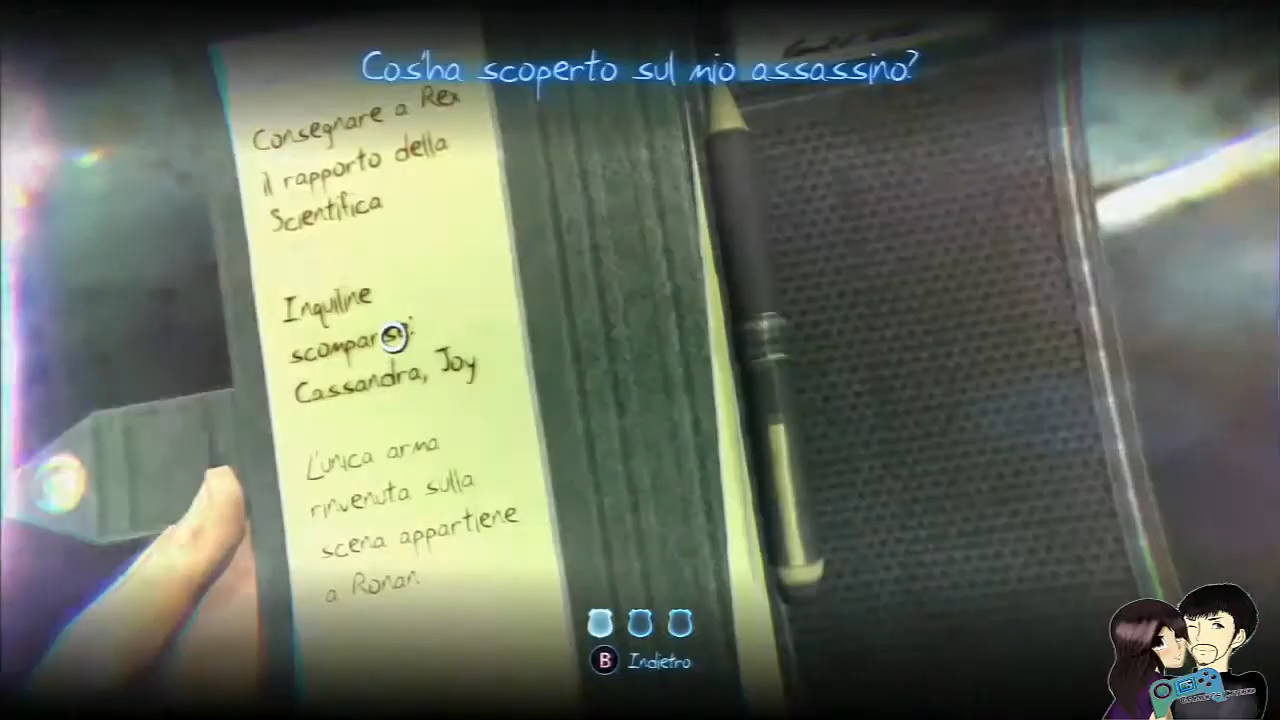 Cos'ha scoperto sul mio assassino?
Consegnare a Rex
il rapporto della
Scientifica
Inquiline
Cassandra, Joy
L'unica arma
rinvenuta sulla
scena appartiene
a Ronan.
B Indietro